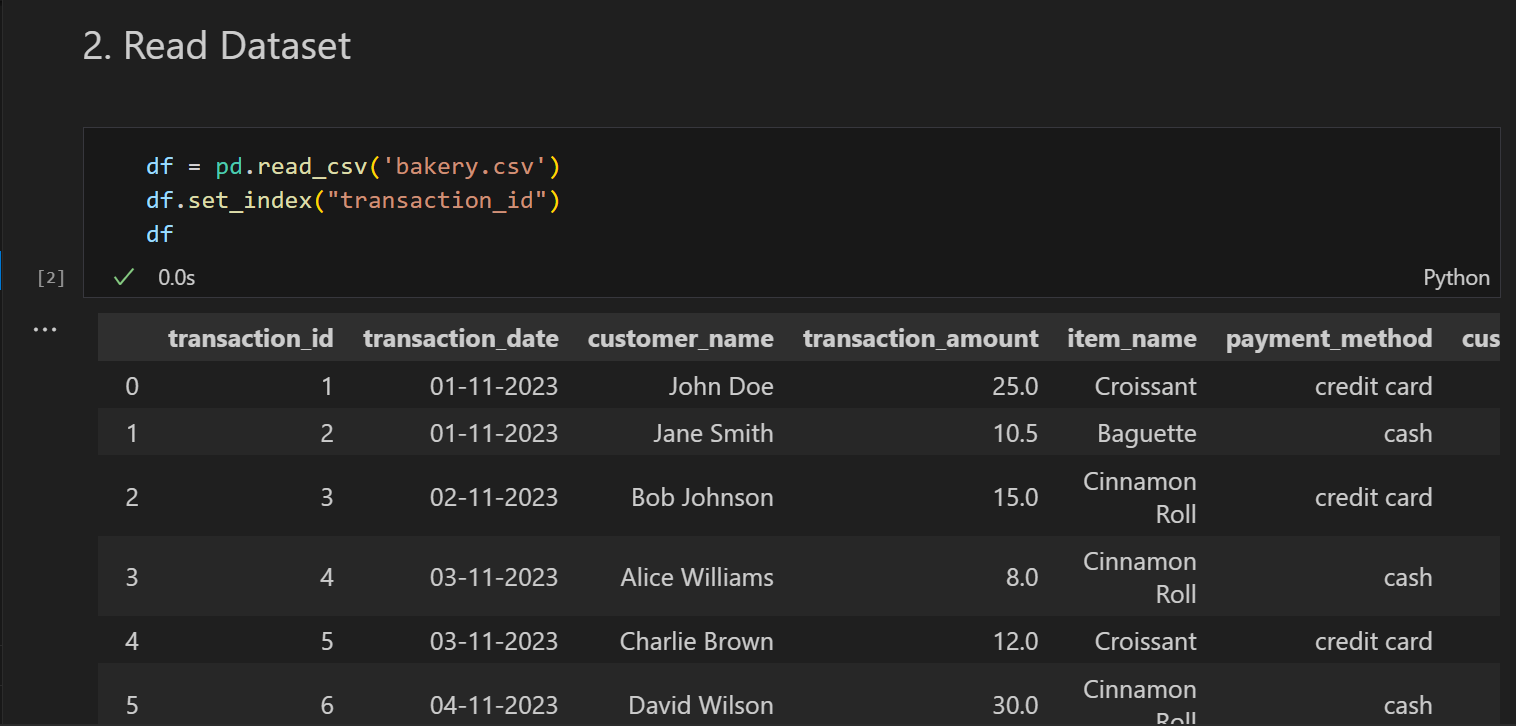 2. Read Dataset
df = pd.read_csv('bakery.csv')
df.set_index("transaction_id")
df
[2] 0.0s Python
...
transaction_id transaction_date customer_name transaction_amount item_name payment_method cus
0 1 01-11-2023 John Doe 25.0 Croissant credit card
1 2 01-11-2023 Jane Smith 10.5 Baguette cash
Cinnamon
2 3 02-11-2023 Bob Johnson 15.0 credit card
Roll
Cinnamon
3 4 03-11-2023 Alice Williams 8.0 cash
Roll
4 5 03-11-2023 Charlie Brown 12.0 Croissant credit card
Cinnamon
5 6 04-11-2023 David Wilson 30.0 cash
Roll